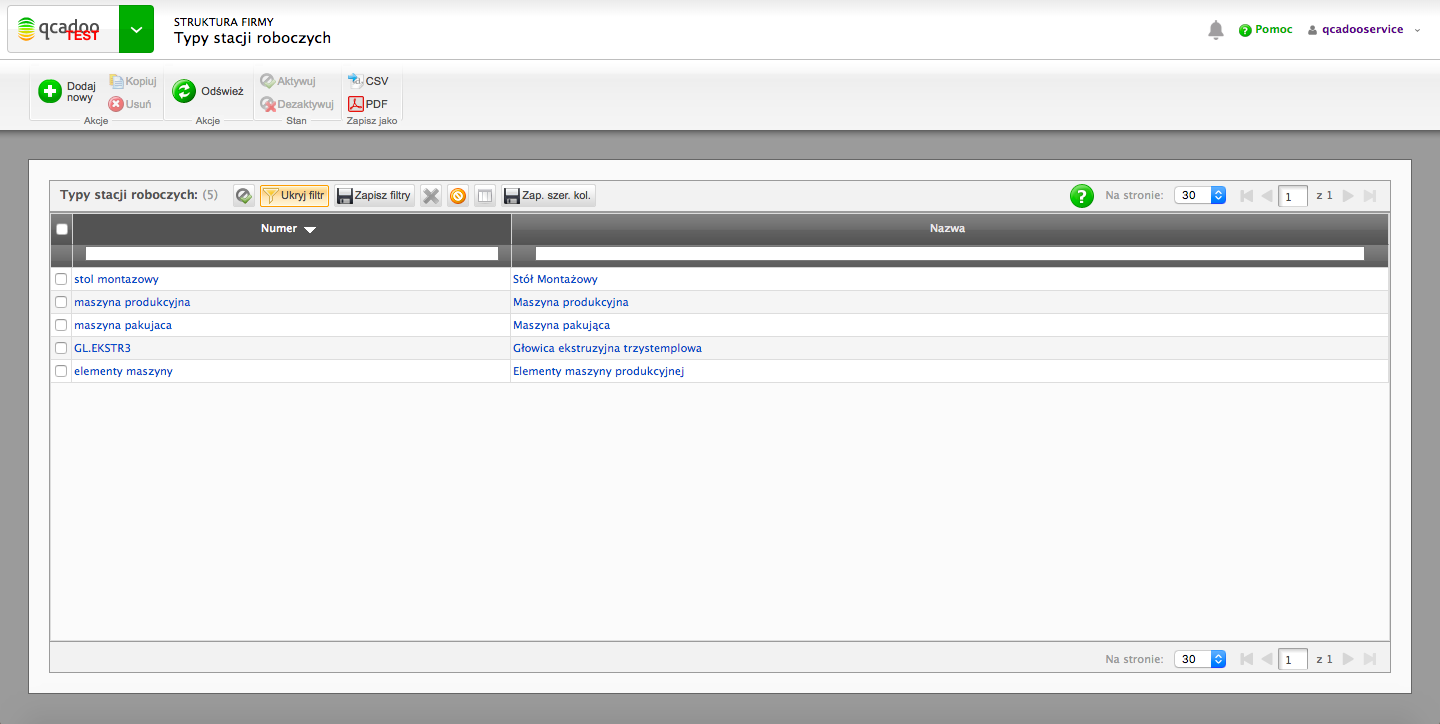 qcadoo
TEST
STRUKTURA FIRMY
Typy stacji roboczych
Pomoc
qcadooservice
Dodaj nowy
Kopiuj
Usuń
Akcje
Odśwież
Akcje
Aktywuj
Dezaktywuj
Stan
CSV
PDF
Zapisz jako
Typy stacji roboczych: (5)
Ukryj filtr
Zapisz filtry
Zap. szer. kol.
?
Na stronie: 30
1 z 1
Numer Nazwa
stol montazowy Stół Montażowy
maszyna produkcyjna Maszyna produkcyjna
maszyna pakujaca Maszyna pakująca
GL.EKSTR3 Głowica ekstruzyjna trzystemplowa
elementy maszyny Elementy maszyny produkcyjnej
Na stronie: 30
1 z 1